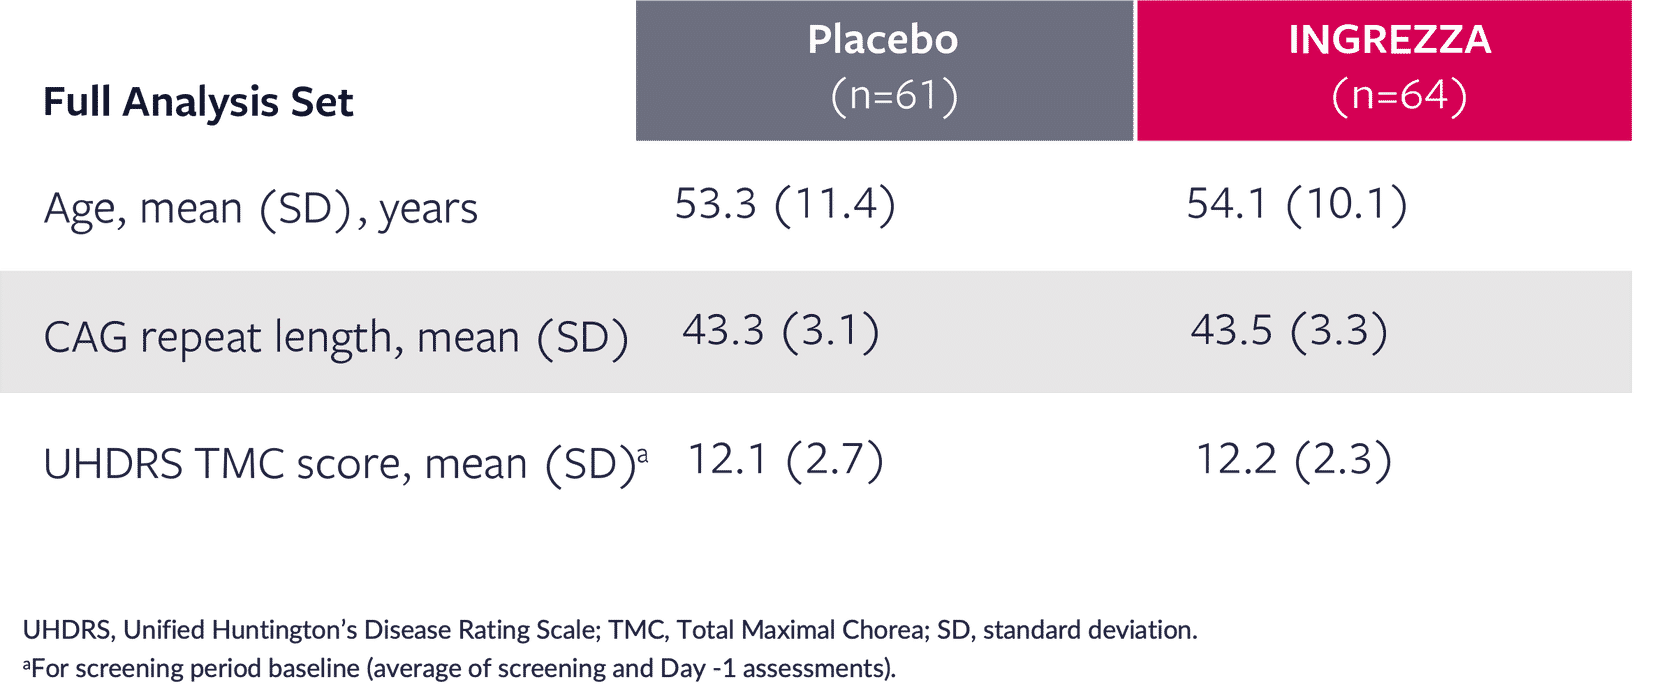 Placebo INGREZZA
(n=61) (n=64)
Full Analysis Set
Age, mean (SD), years 53.3 (11.4) 54.1 (10.1)
CAG repeat length, mean (SD) 43.3 (3.1) 43.5 (3.3)
UHDRS TMC score, mean (SD)ᵃ 12.1 (2.7) 12.2 (2.3)
UHDRS, Unified Huntington’s Disease Rating Scale; TMC, Total Maximal Chorea; SD, standard deviation.
ᵃFor screening period baseline (average of screening and Day -1 assessments).